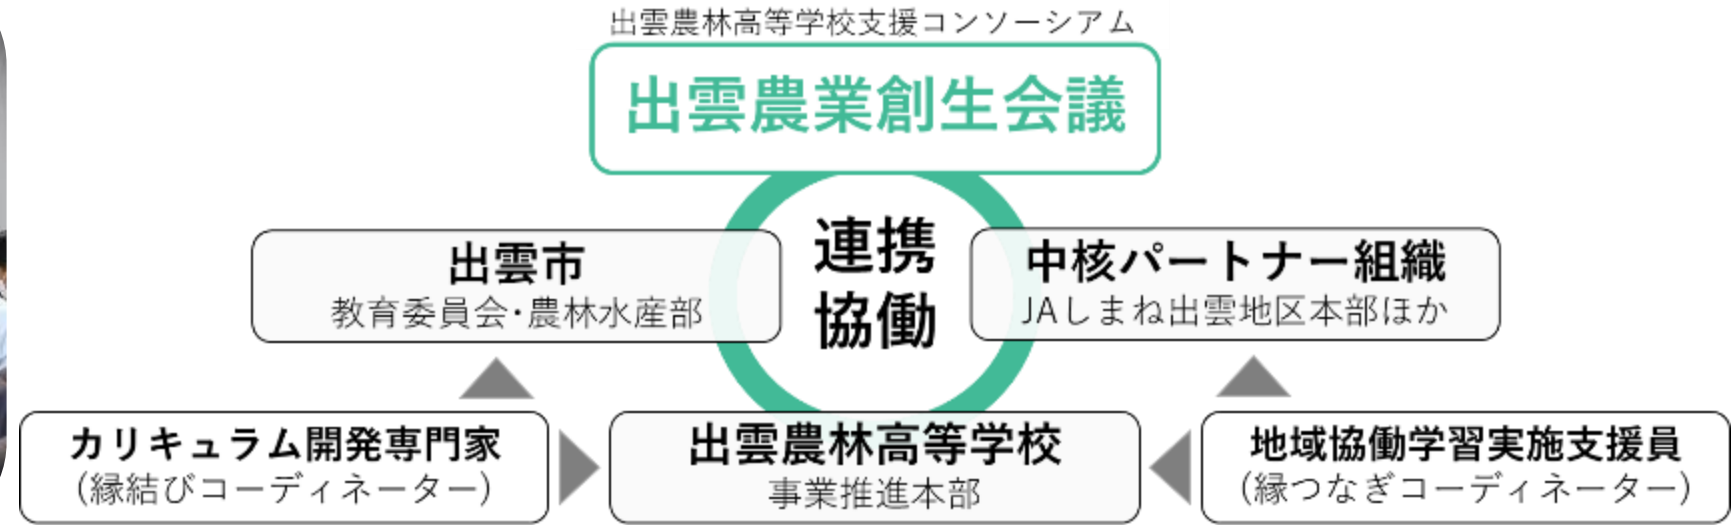 出雲農林高等学校支援コンソーシアム
出雲農業創生会議
連携
協働
出雲市
教育委員会・農林水産部
中核パートナー組織
JAしまね出雲地区本部ほか
カリキュラム開発専門家
(縁結びコーディネーター)
出雲農林高等学校
事業推進本部
地域協働学習実施支援員
(縁つなぎコーディネーター)